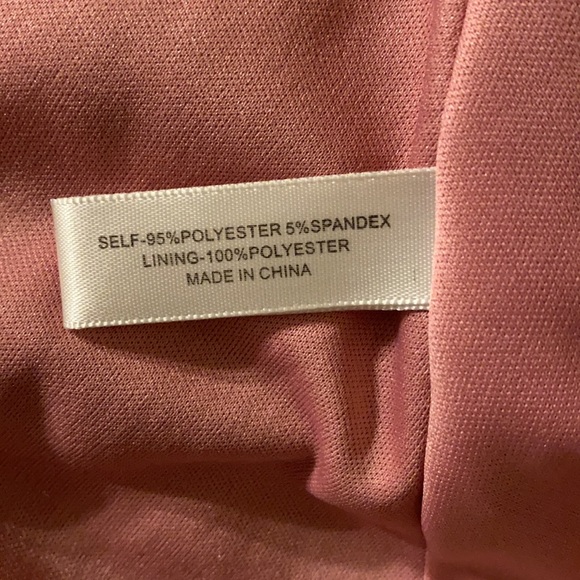 SELF-95%POLYESTER 5%SPANDEX
LINING-100%POLYESTER
MADE IN CHINA